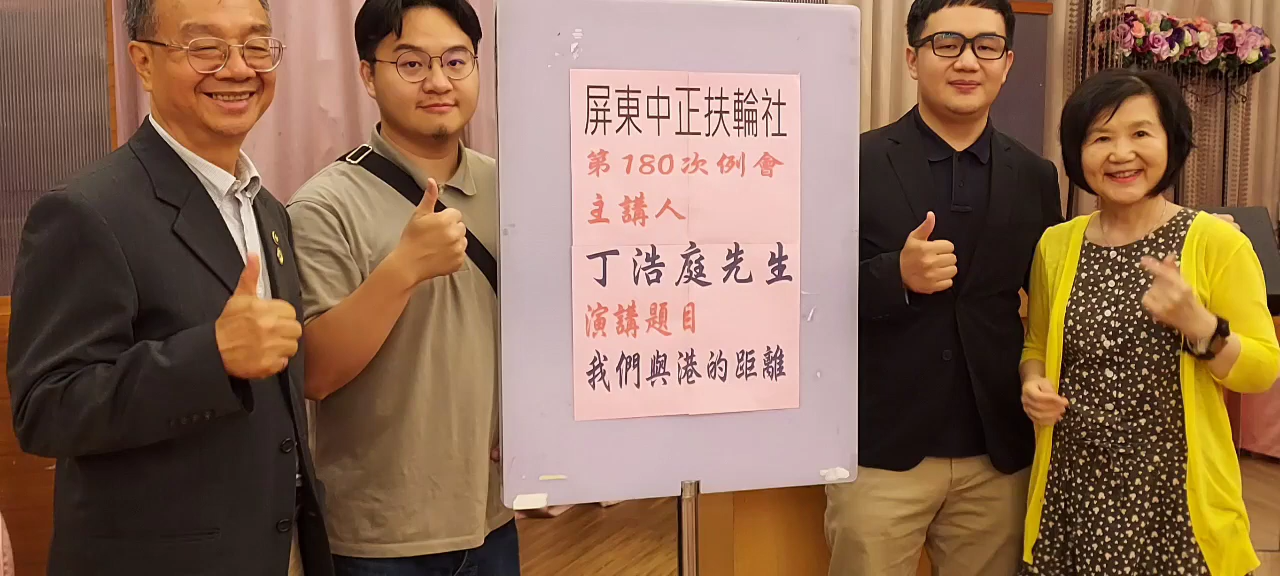 屏東中正扶輪社
第180次例會
主講人
丁浩庭先生
演講題目
我們與港的距離